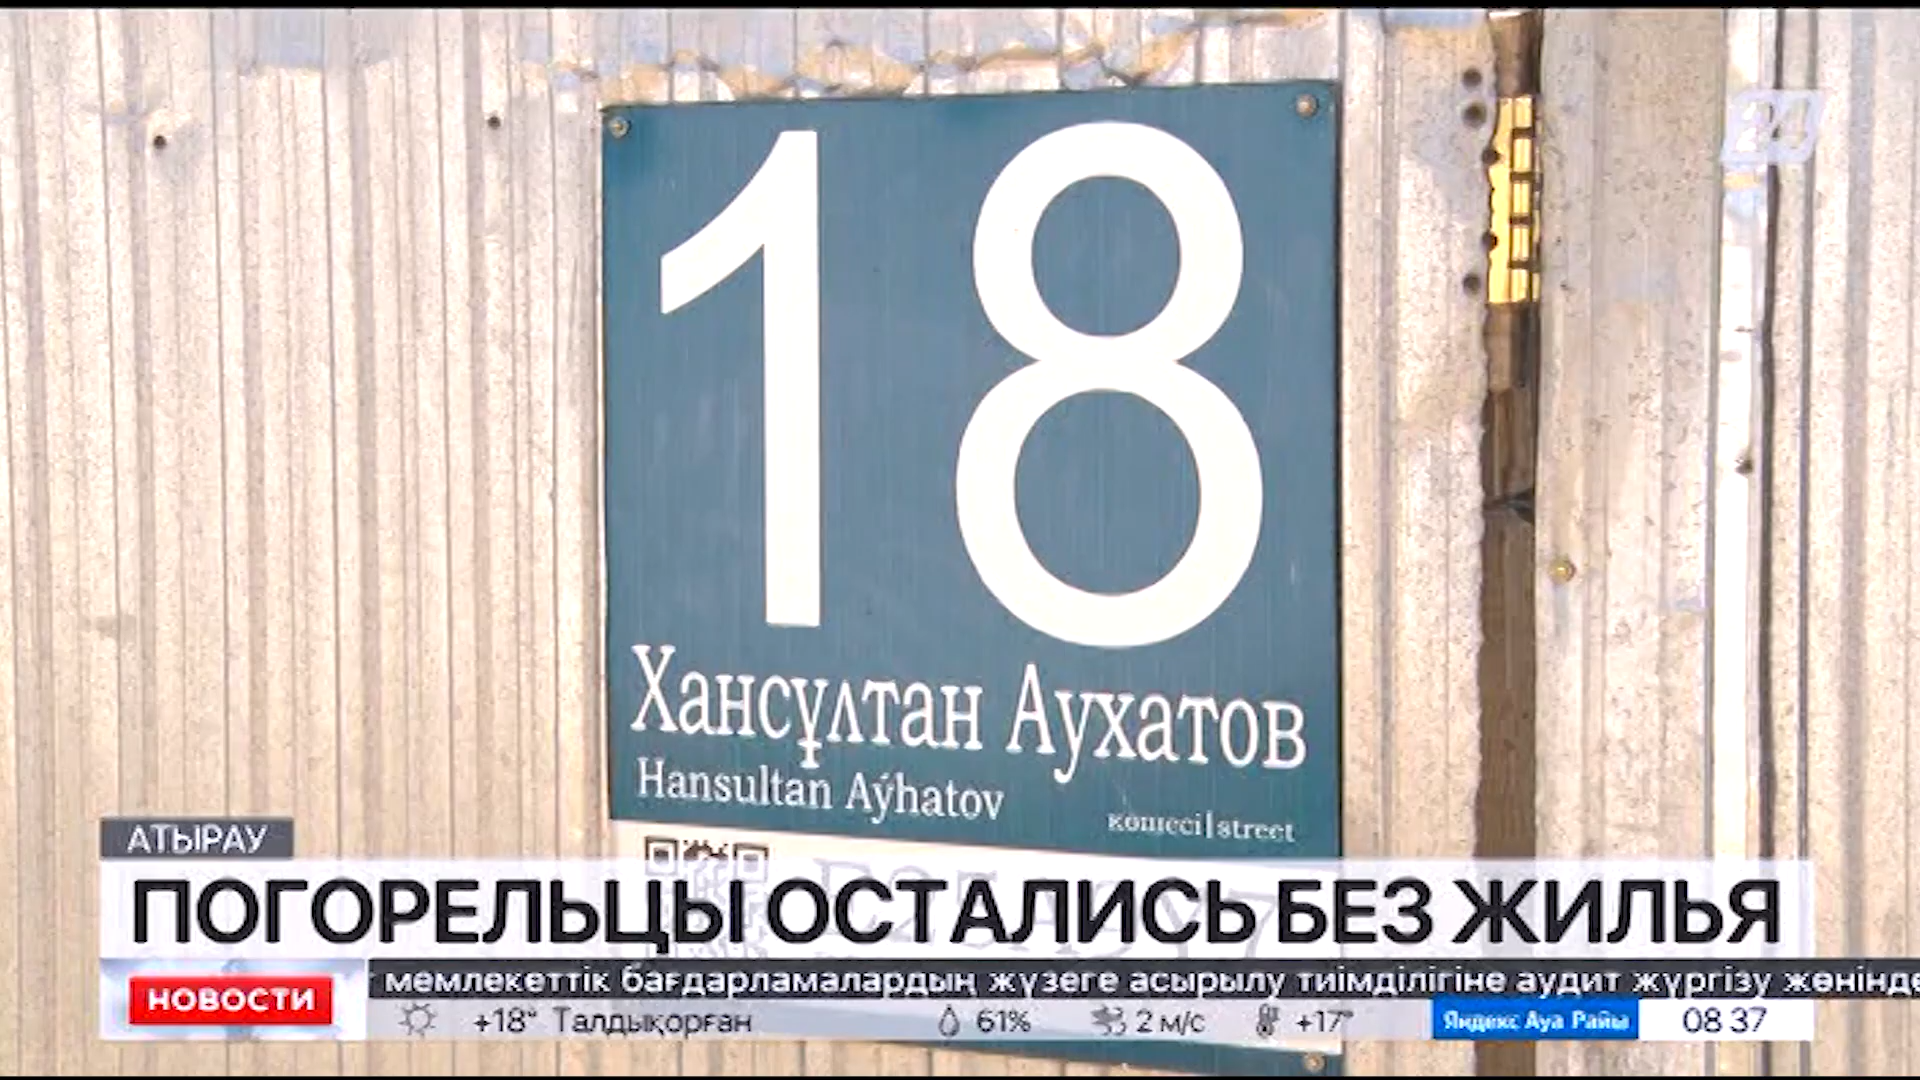 24
18
Хансұлтан Аухатов
Hansultan Aýhatov
көшесі|street
АТЫРАУ
ПОГОРЕЛЬЦЫ ОСТАЛИСЬ БЕЗ ЖИЛЬЯ
НОВОСТИ
мемлекеттік бағдарламалардың жүзеге асырылу тиімділігіне аудит жүргізу жөнінде
+18° Талдықорған 61% 2 м/с +17° Яндекс Ауа Райы 08 37